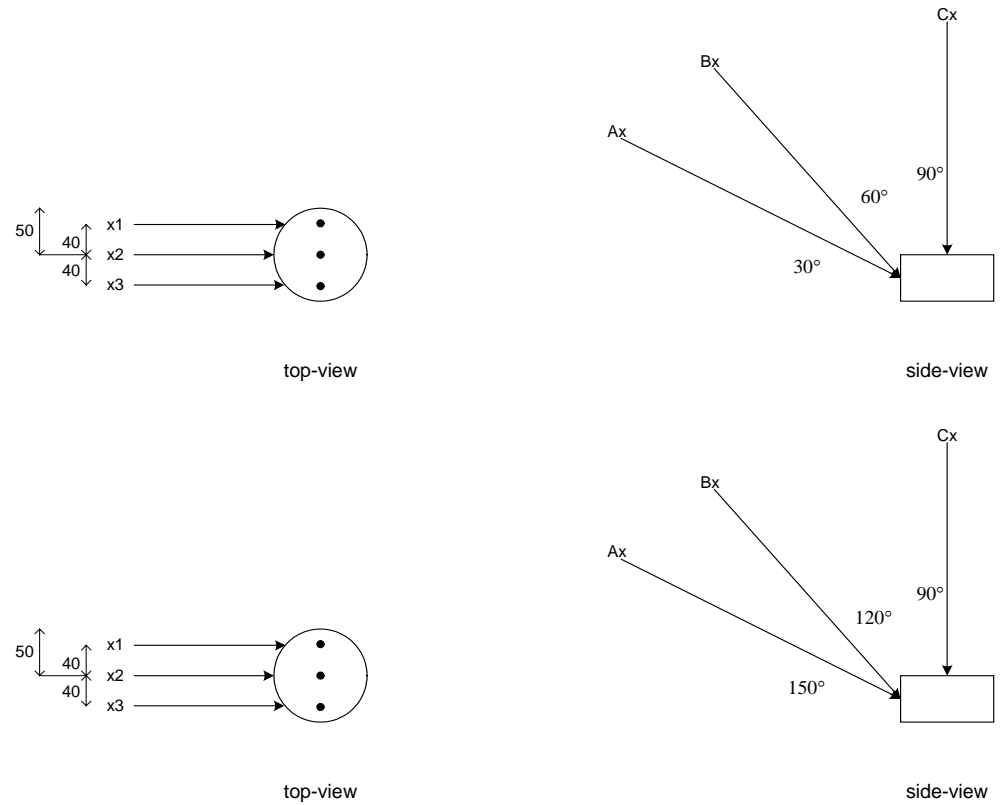 Cx
Bx
Ax
90°
60°
50
x1
40
x2
40
x3
30°
top-view
side-view
Cx
Bx
Ax
90°
120°
50
x1
40
x2
40
x3
150°
top-view
side-view